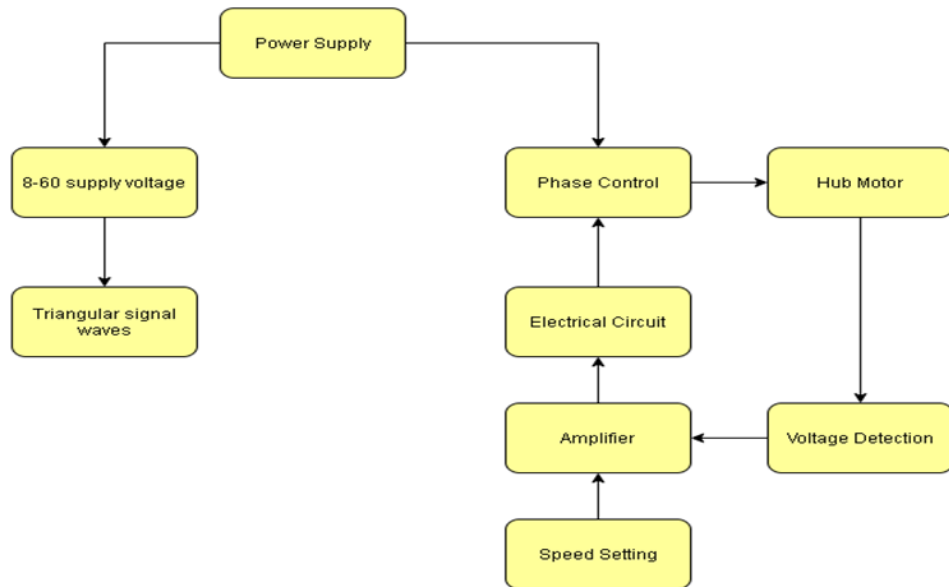 Power Supply
8-60 supply voltage
Phase Control
Hub Motor
Triangular signal
waves
Electrical Circuit
Amplifier
Voltage Detection
Speed Setting